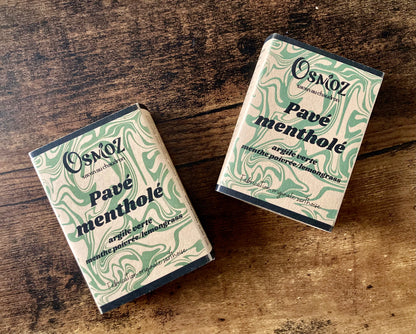 OSMOZ
Pavé
mentholé
argile verte
menthe poivrée/lemongrass
OSMOZ
Pavé
mentholé
argile verte
menthe poivrée/lemongrass